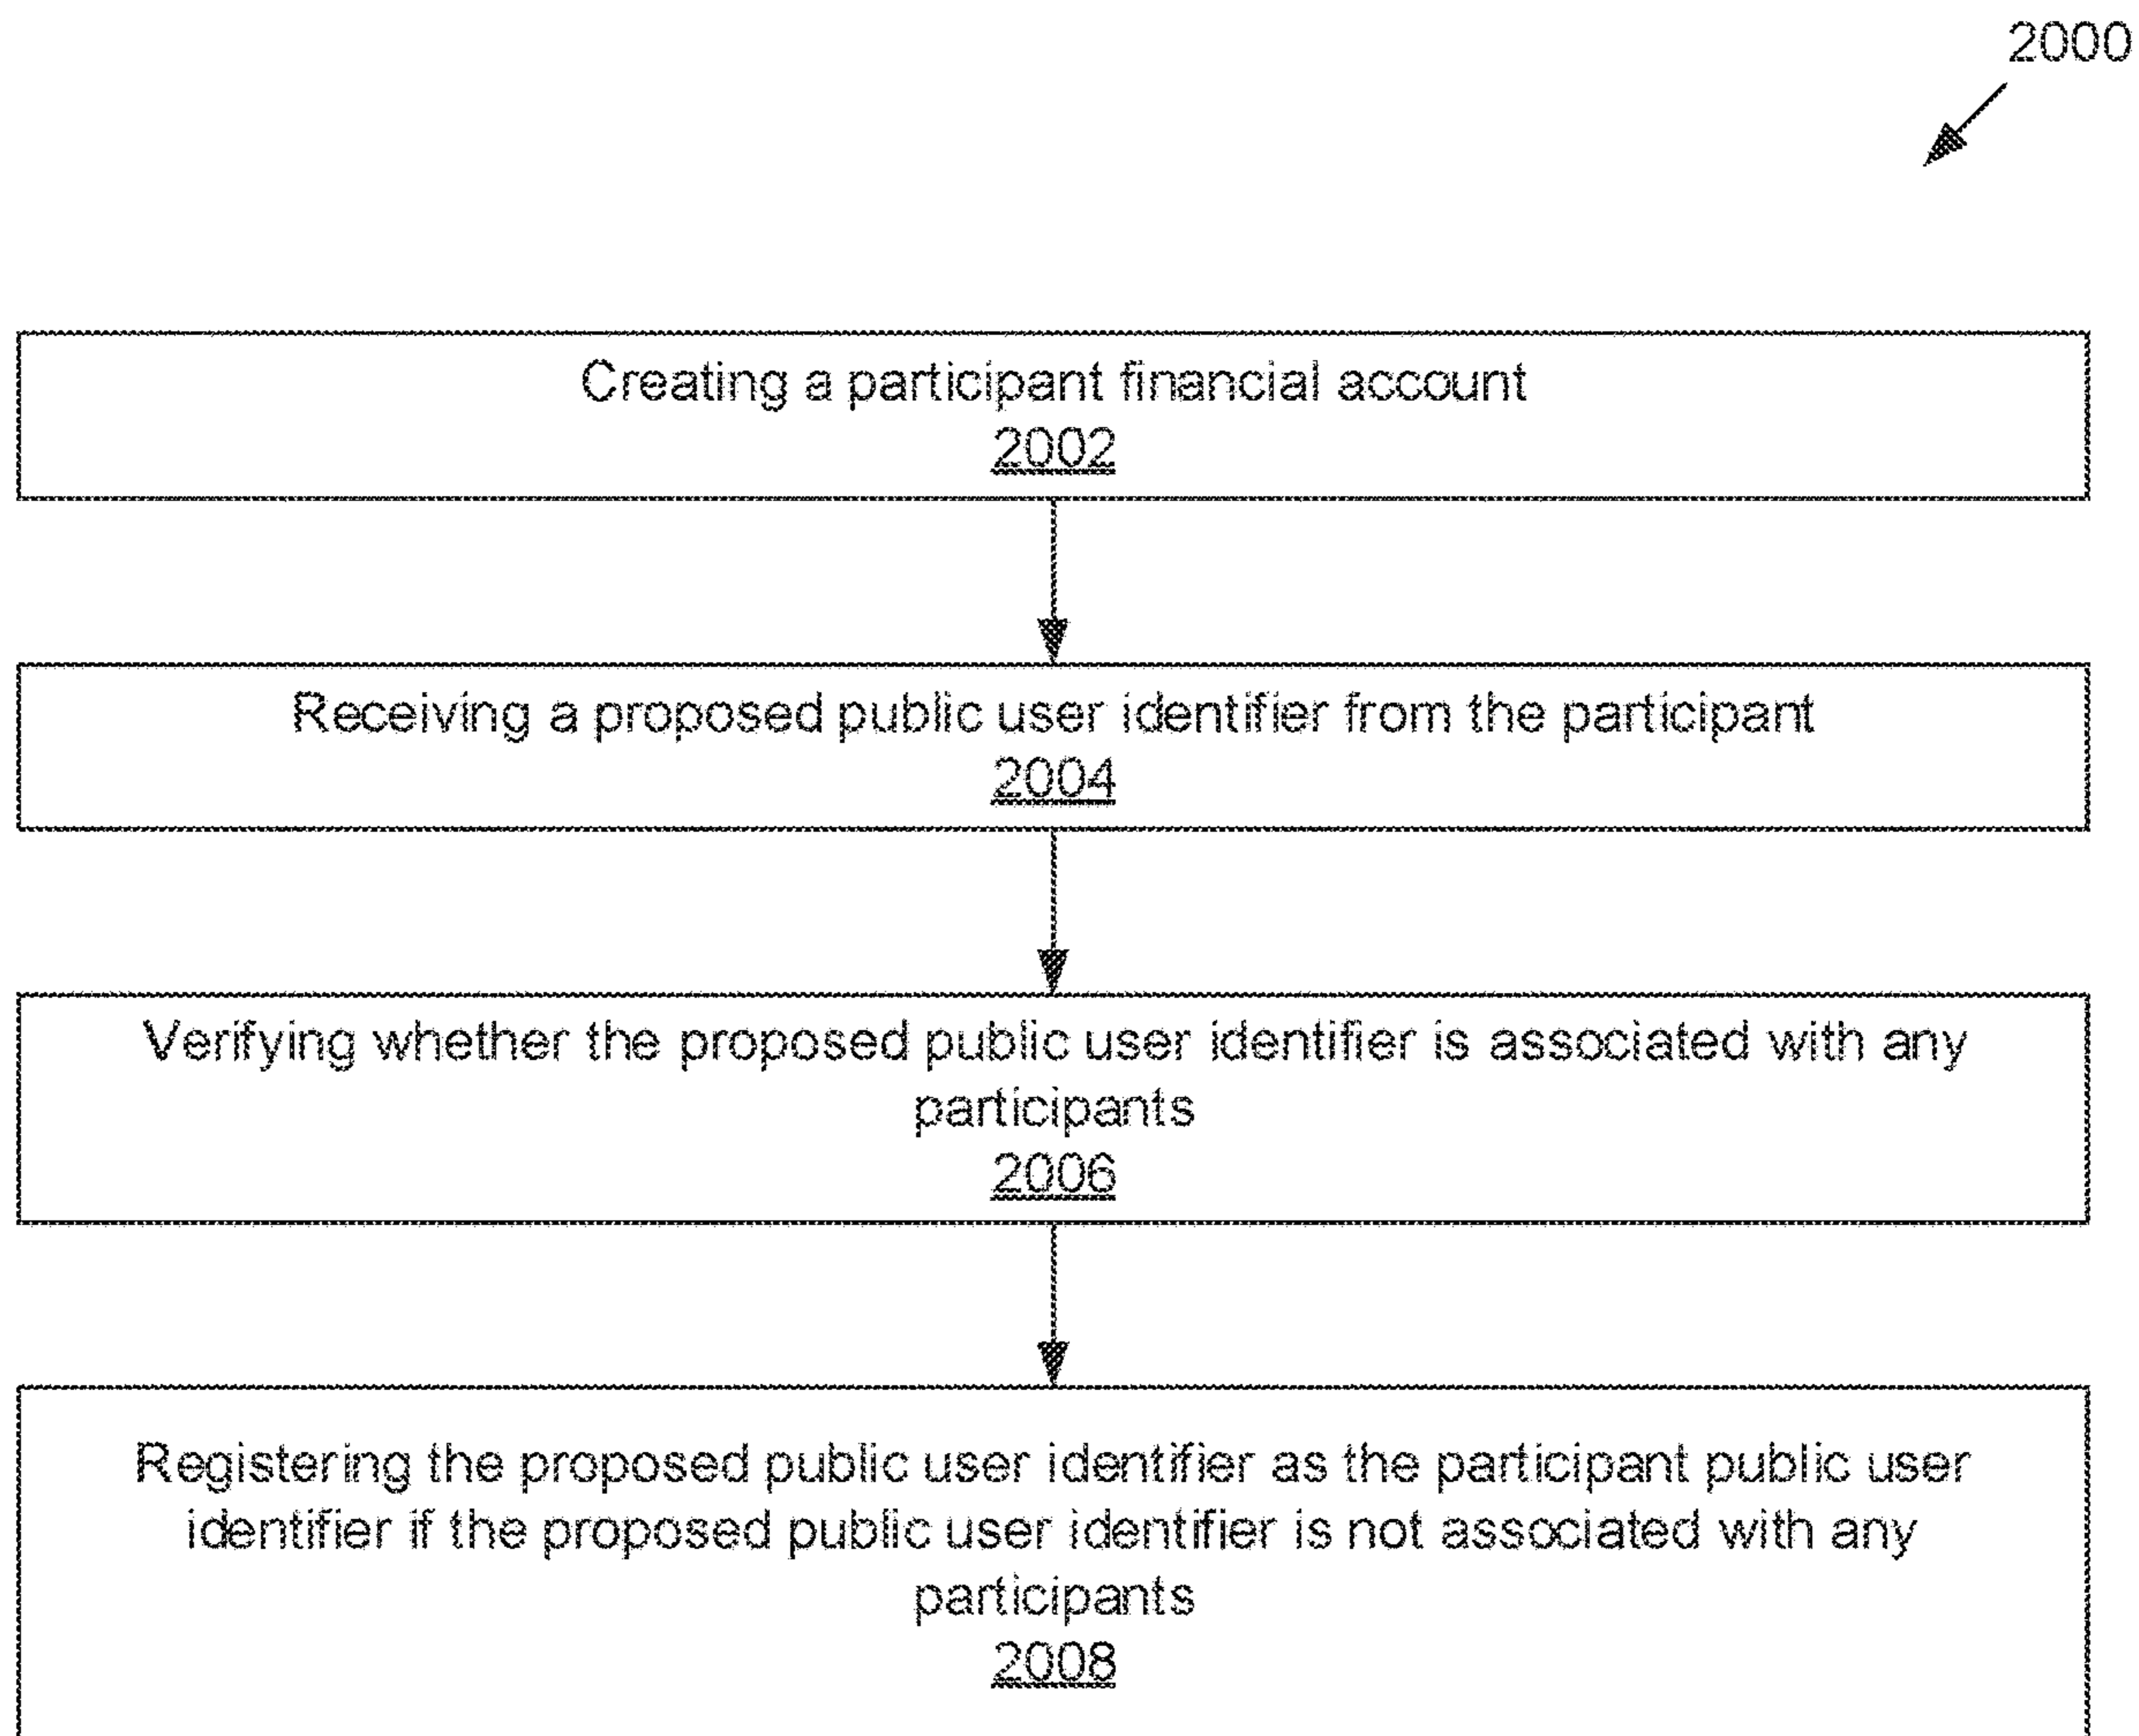 2000
Creating a participant financial account
2002
Receiving a proposed public user identifier from the participant
2004
Verifying whether the proposed public user identifier is associated with any
participants
2006
Registering the proposed public user identifier as the participant public user
identifier if the proposed public user identifier is not associated with any
participants
2008